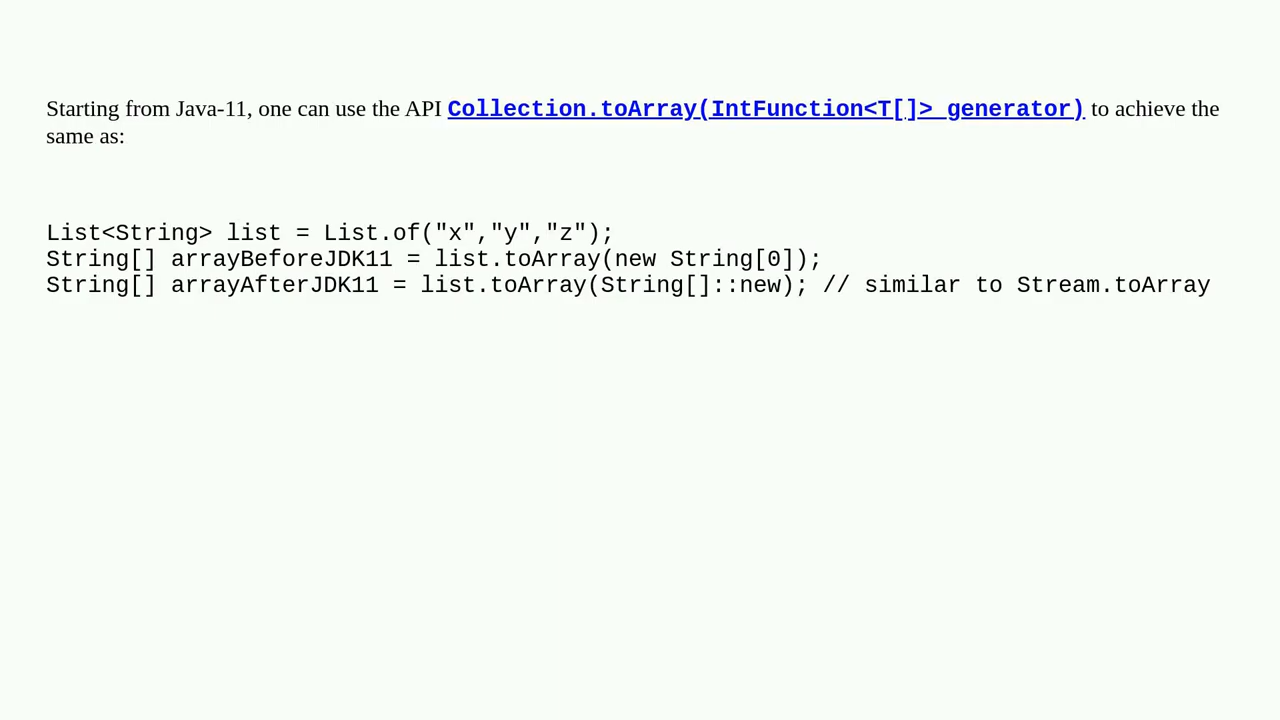 Starting from Java-11, one can use the API Collection.toArray(IntFunction<T[]> generator) to achieve the
same as:
List<String> list = List.of("x","y","z");
String[] arrayBeforeJDK11 = list.toArray(new String[0]);
String[] arrayAfterJDK11 = list.toArray(String[]::new); // similar to Stream.toArray